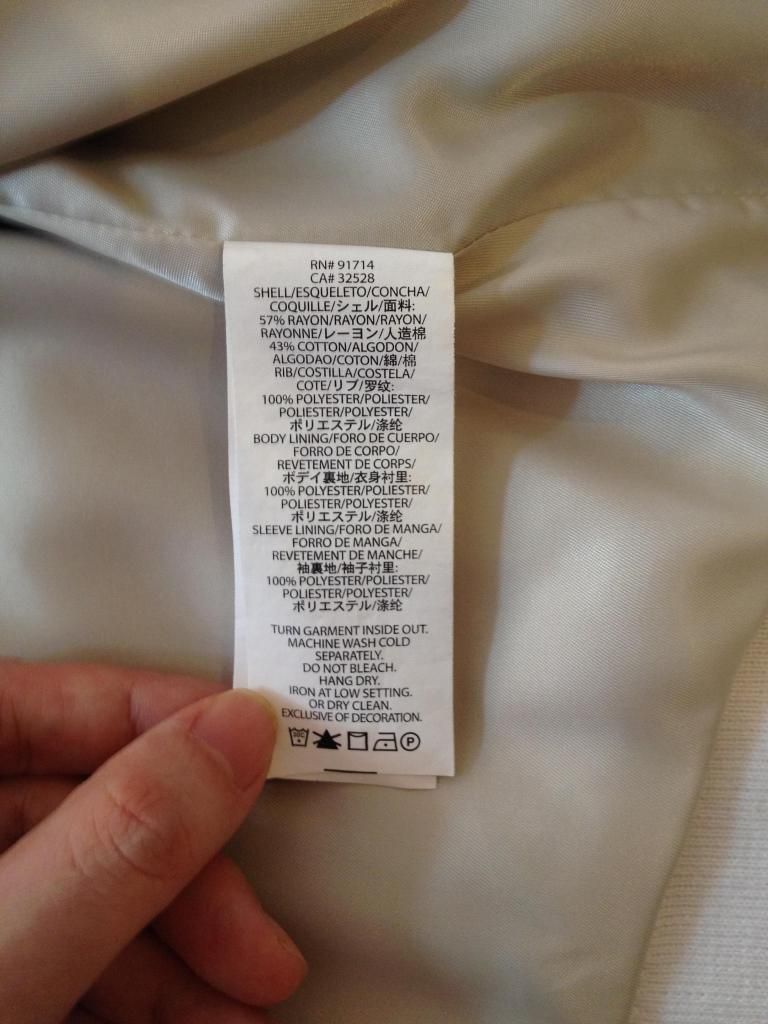 RN# 91714
CA# 32528
SHELL/ESQUELETO/CONCHA/
COQUILLE/シェル/面料:
57% RAYON/RAYON/RAYON/
RAYONNE/レーヨン/人造棉
43% COTTON/ALGODON/
ALGODAO/COTON/綿/棉
RIB/COSTILLA/COSTELA/
COTE/リブ/罗纹:
100% POLYESTER/POLIESTER/
POLIESTER/POLYESTER/
ポリエステル/涤纶
BODY LINING/FORO DE CUERPO/
FORRO DE CORPO/
REVETEMENT DE CORPS/
ボデイ裏地/衣身衬里:
100% POLYESTER/POLIESTER/
POLIESTER/POLYESTER/
ポリエステル/涤纶
SLEEVE LINING/FORO DE MANGA/
FORRO DE MANGA/
REVETEMENT DE MANCHE/
袖裏地/袖子衬里:
100% POLYESTER/POLIESTER/
POLIESTER/POLYESTER/
ポリエステル/涤纶
TURN GARMENT INSIDE OUT.
MACHINE WASH COLD
SEPARATELY.
DO NOT BLEACH.
HANG DRY.
IRON AT LOW SETTING.
OR DRY CLEAN.
EXCLUSIVE OF DECORATION.
P